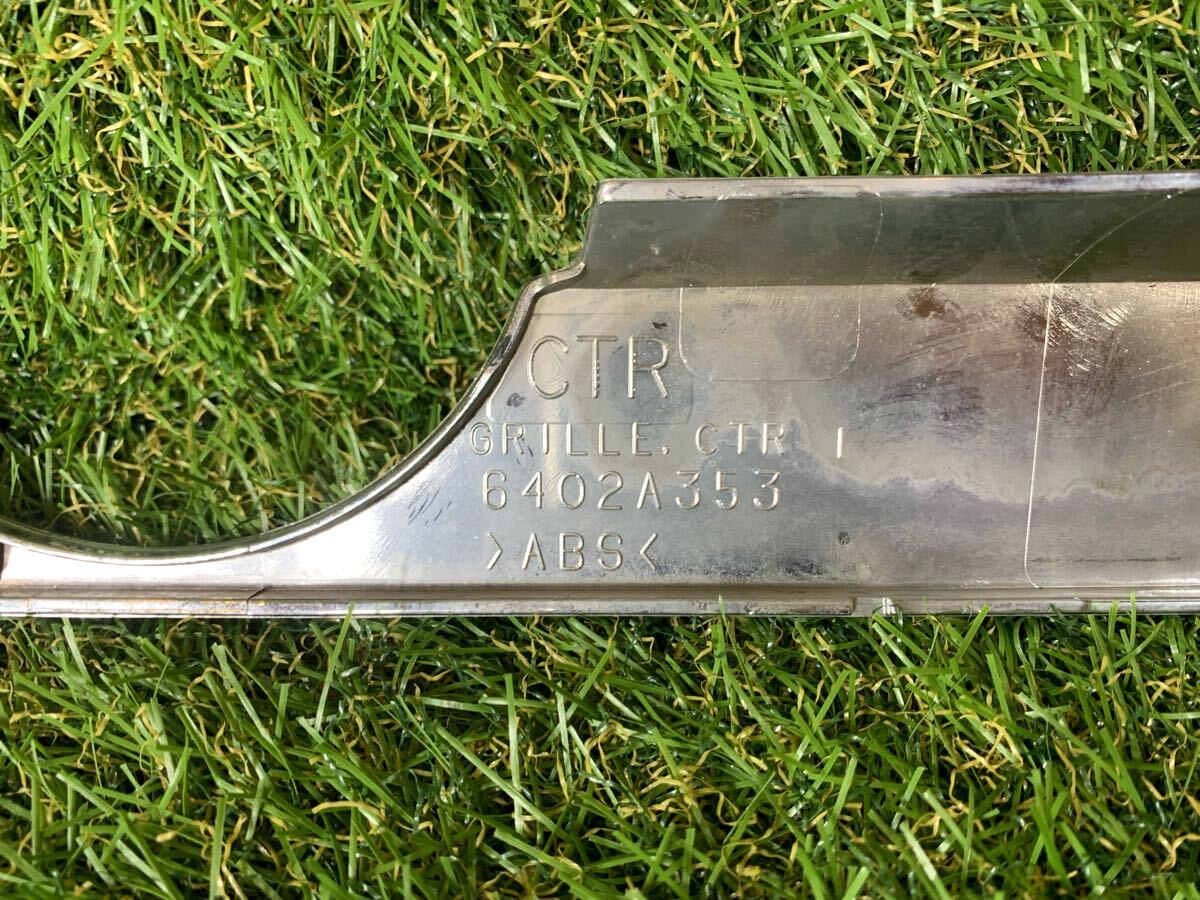 CTR
GRILLE, CTR I
6402A353
>ABS<